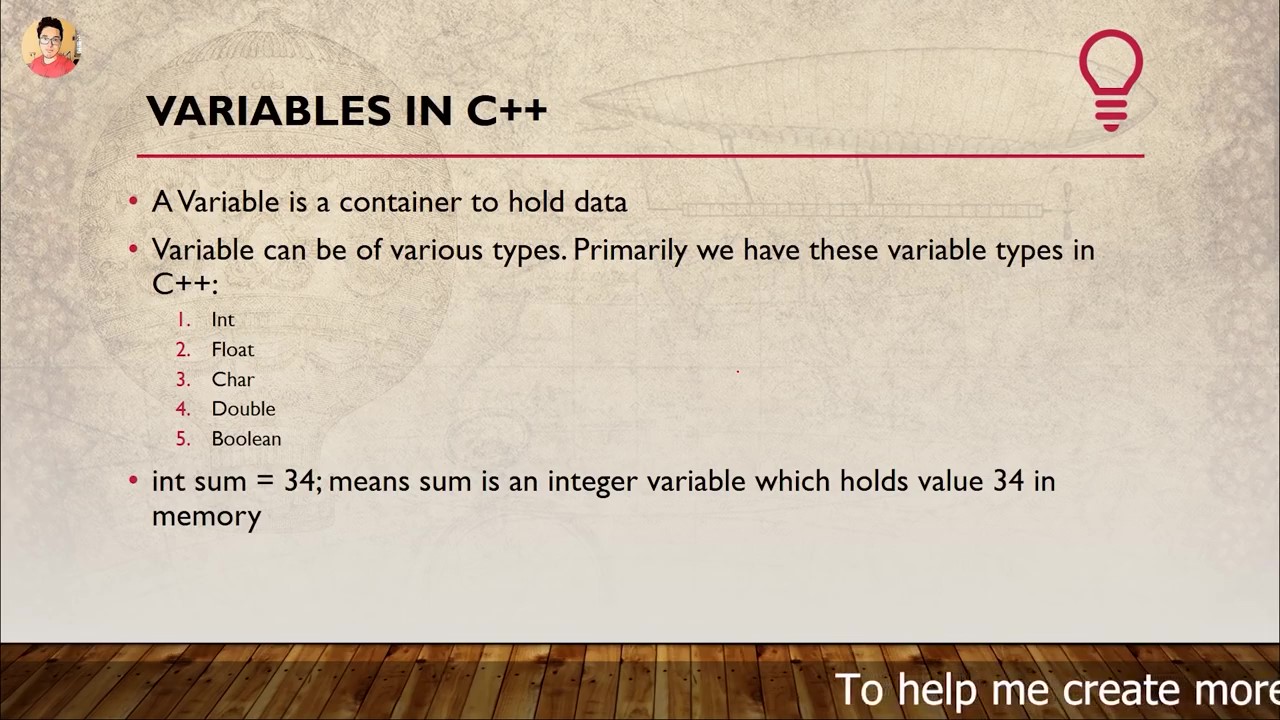 VARIABLES IN C++
• A Variable is a container to hold data
• Variable can be of various types. Primarily we have these variable types in
C++:
1. Int
2. Float
3. Char
4. Double
5. Boolean
• int sum = 34; means sum is an integer variable which holds value 34 in
memory
To help me create more